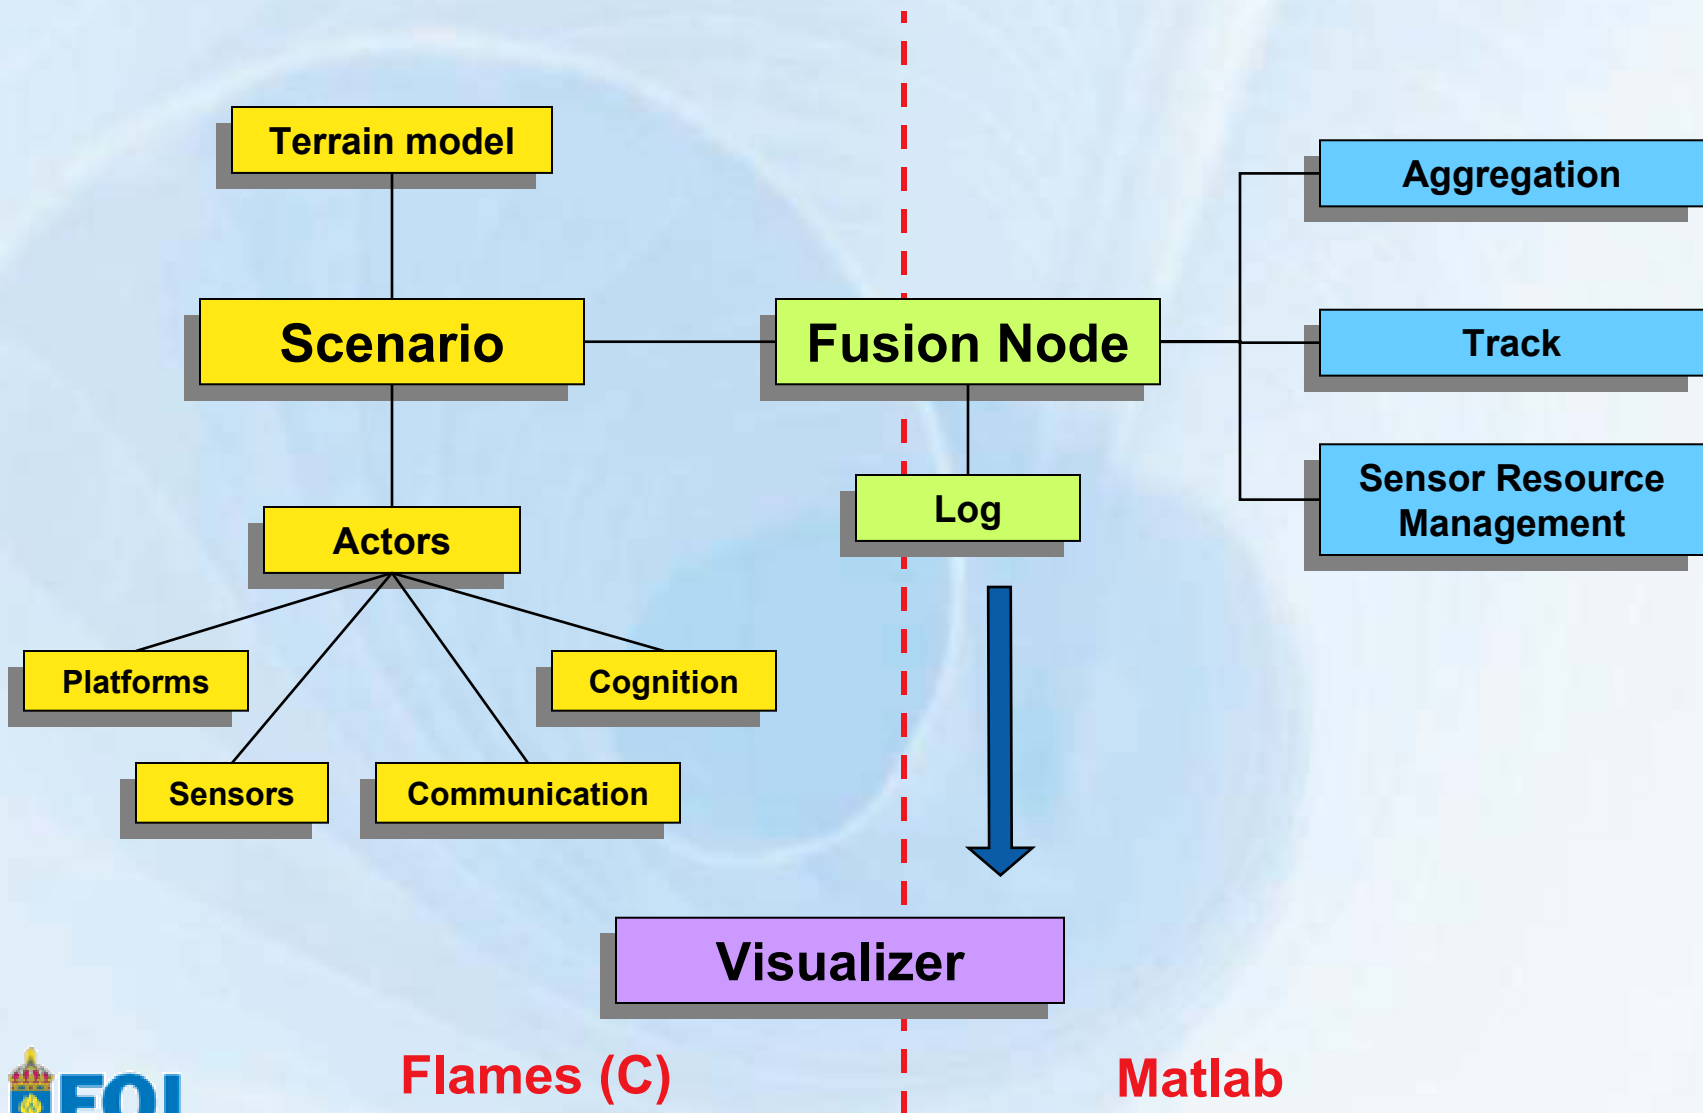 Terrain model
Aggregation
Scenario
Fusion Node
Track
Sensor Resource
Management
Log
Actors
Platforms
Cognition
Sensors
Communication
Visualizer
Flames (C)
Matlab
FOI